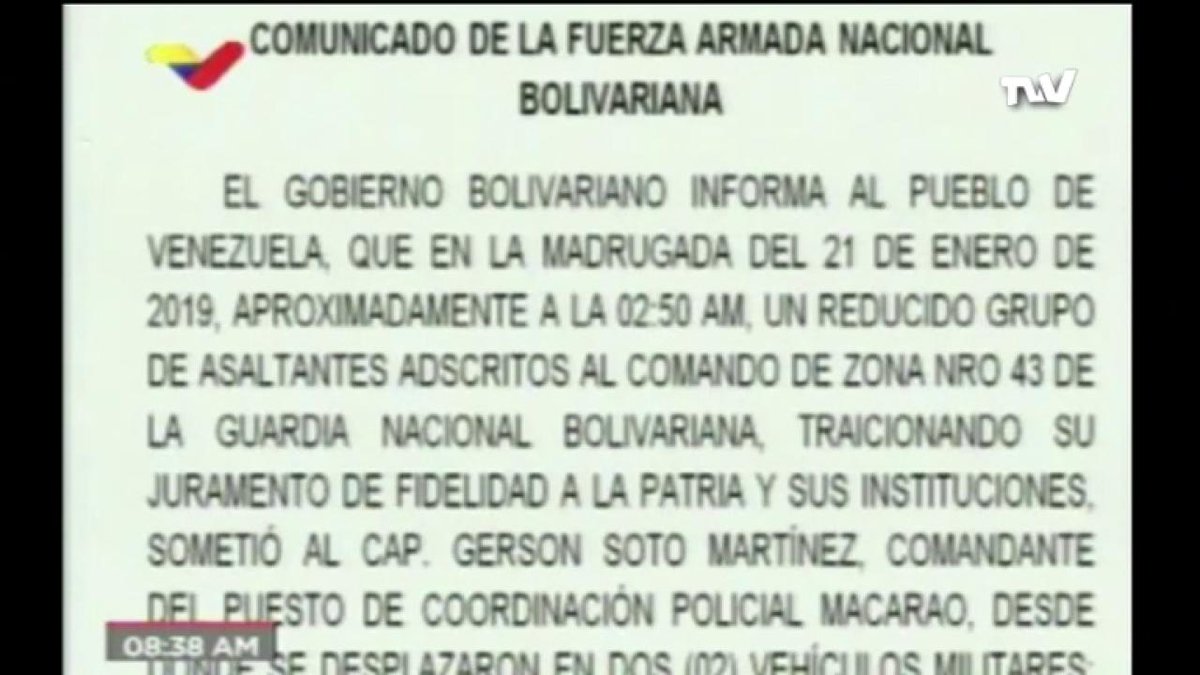 COMUNICADO DE LA FUERZA ARMADA NACIONAL
BOLIVARIANA
TVV
EL GOBIERNO BOLIVARIANO INFORMA AL PUEBLO DE
VENEZUELA, QUE EN LA MADRUGADA DEL 21 DE ENERO DE
2019, APROXIMADAMENTE A LA 02:50 AM, UN REDUCIDO GRUPO
DE ASALTANTES ADSCRITOS AL COMANDO DE ZONA NRO 43 DE
LA GUARDIA NACIONAL BOLIVARIANA, TRAICIONANDO SU
JURAMENTO DE FIDELIDAD A LA PATRIA Y SUS INSTITUCIONES,
SOMETIÓ AL CAP. GERSON SOTO MARTÍNEZ, COMANDANTE
DEL PUESTO DE COORDINACIÓN POLICIAL MACARAO, DESDE
DONDE SE DESPLAZARON EN DOS (02) VEHÍCULOS MILITARES;
08:38 AM